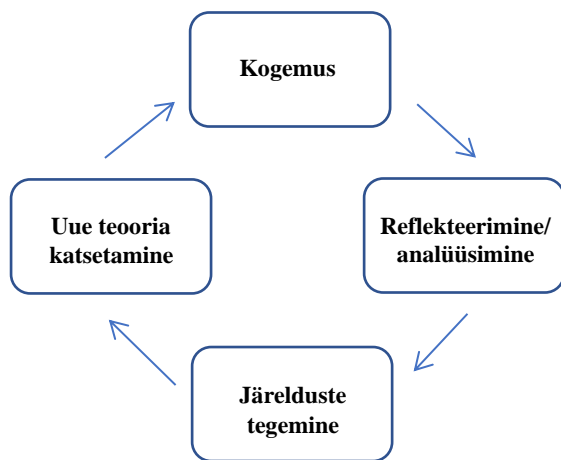 Kogemus
Reflekteerimine/
analüüsimine
Järelduste
tegemine
Uue teooria
katsetamine